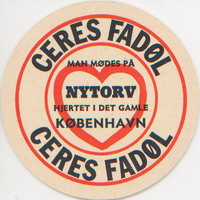 CERES FADØL
MAN MØDES PÅ
NYTORV
HJERTET I DET GAMLE
KØBENHAVN
CERES FADØL